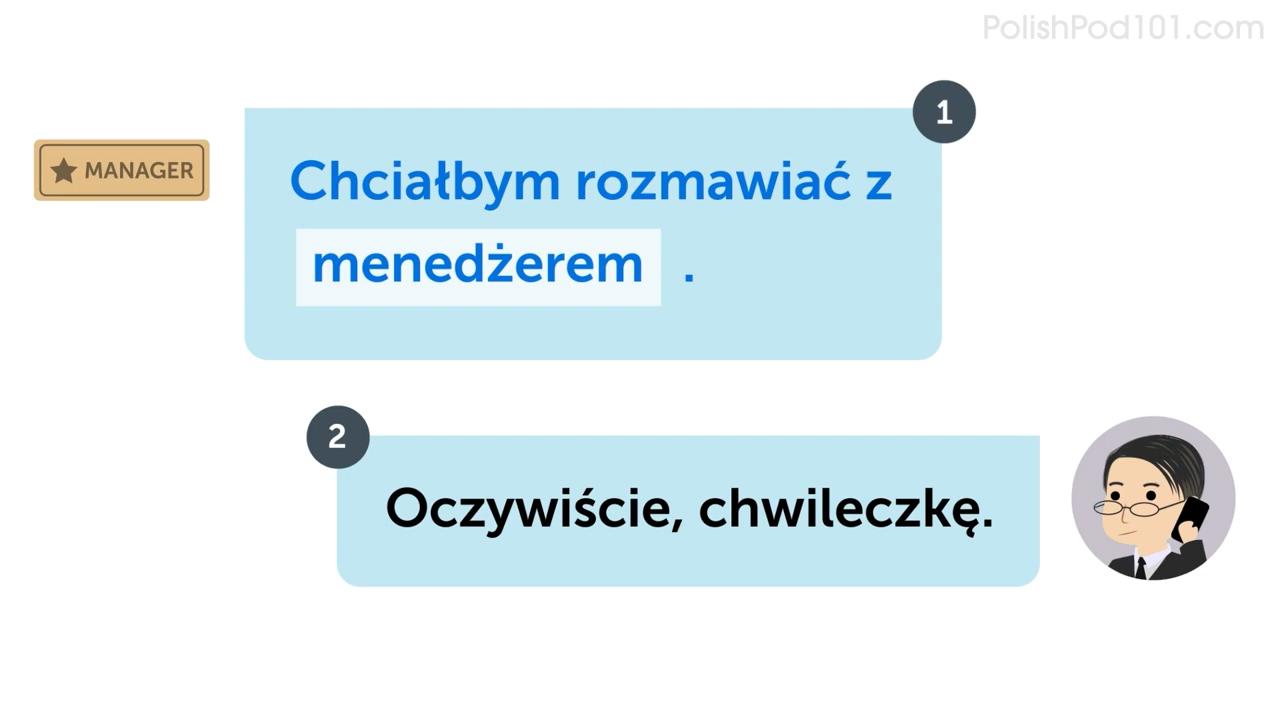 PolishPod101.com
1
★ MANAGER
Chciałbym rozmawiać z
menedżerem .
2
Oczywiście, chwileczkę.